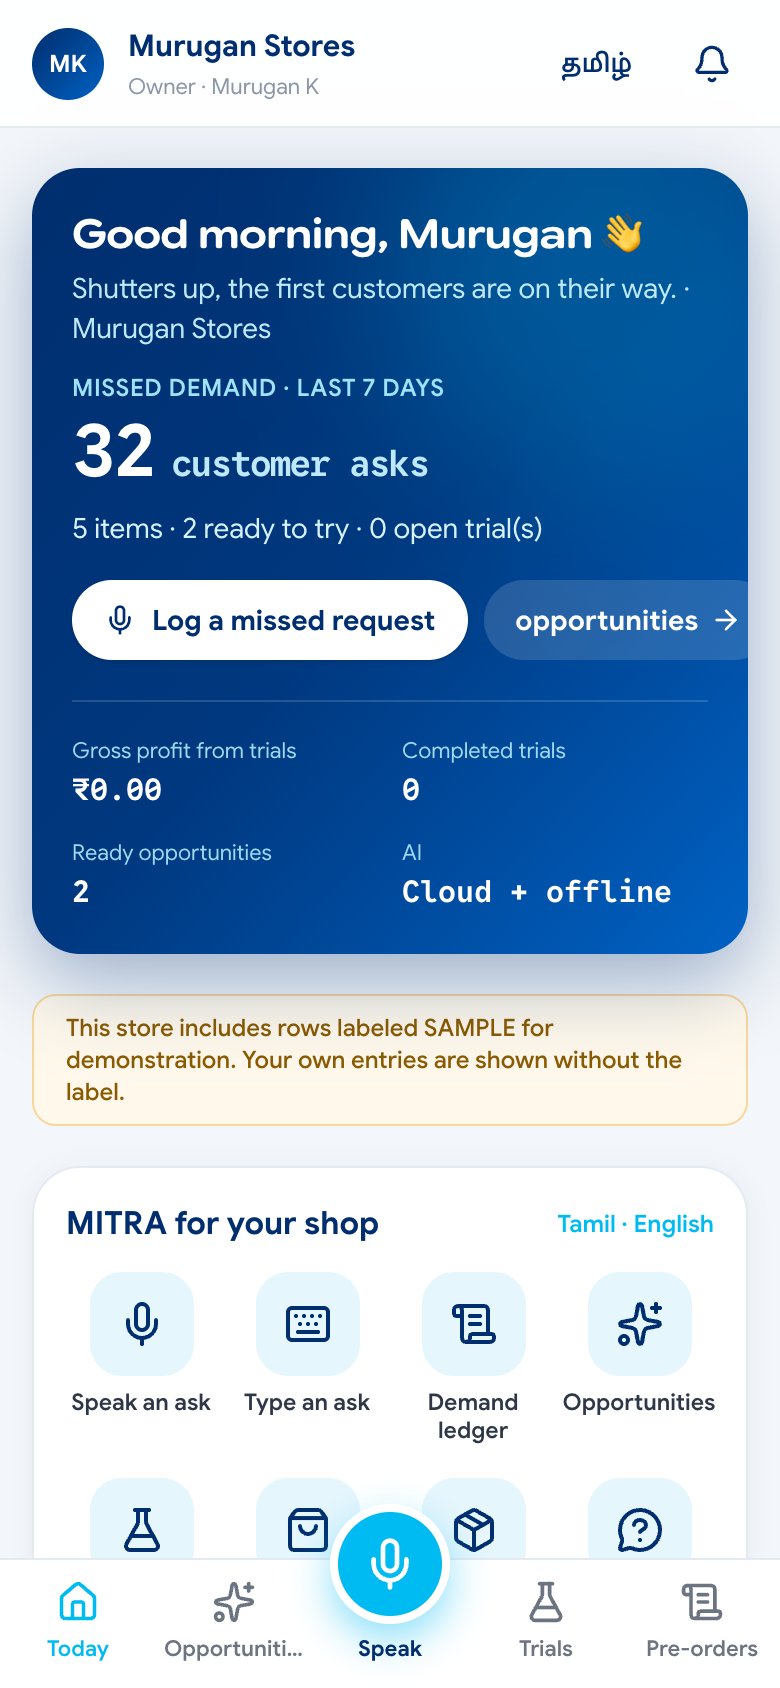 MK
Murugan Stores
Owner · Murugan K
தமிழ்
Good morning, Murugan 👋
Shutters up, the first customers are on their way. ·
Murugan Stores
MISSED DEMAND · LAST 7 DAYS
32 customer asks
5 items · 2 ready to try · 0 open trial(s)
Log a missed request
opportunities →
Gross profit from trials
₹0.00
Completed trials
0
Ready opportunities
2
AI
Cloud + offline
This store includes rows labeled SAMPLE for
demonstration. Your own entries are shown without the
label.
MITRA for your shop
Tamil · English
Speak an ask
Type an ask
Demand
ledger
Opportunities
Today
Opportuniti...
Speak
Trials
Pre-orders